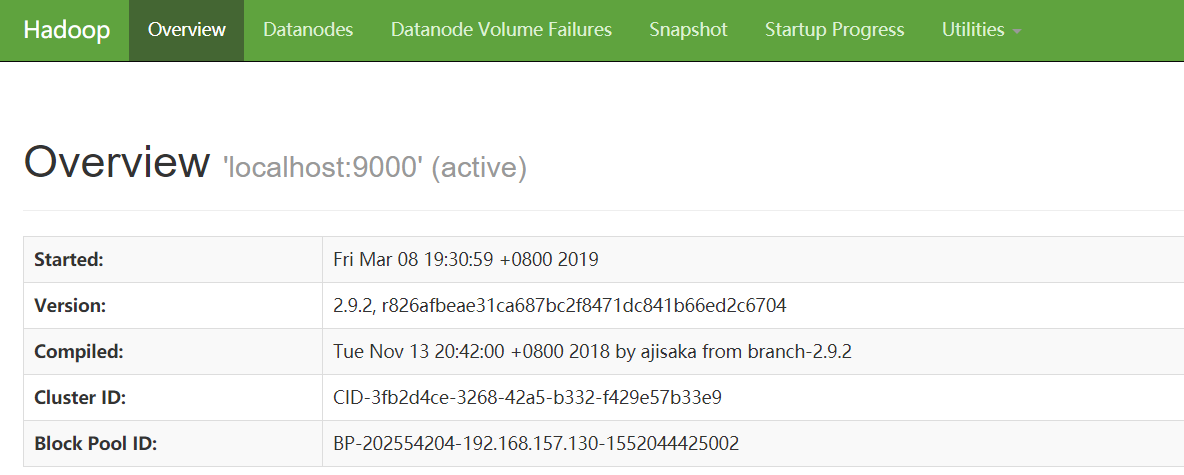 Hadoop Overview Datanodes Datanode Volume Failures Snapshot Startup Progress Utilities
Overview 'localhost:9000' (active)
Started: Fri Mar 08 19:30:59 +0800 2019
Version: 2.9.2, r826afbeae31ca687bc2f8471dc841b66ed2c6704
Compiled: Tue Nov 13 20:42:00 +0800 2018 by ajisaka from branch-2.9.2
Cluster ID: CID-3fb2d4ce-3268-42a5-b332-f429e57b33e9
Block Pool ID: BP-202554204-192.168.157.130-1552044425002